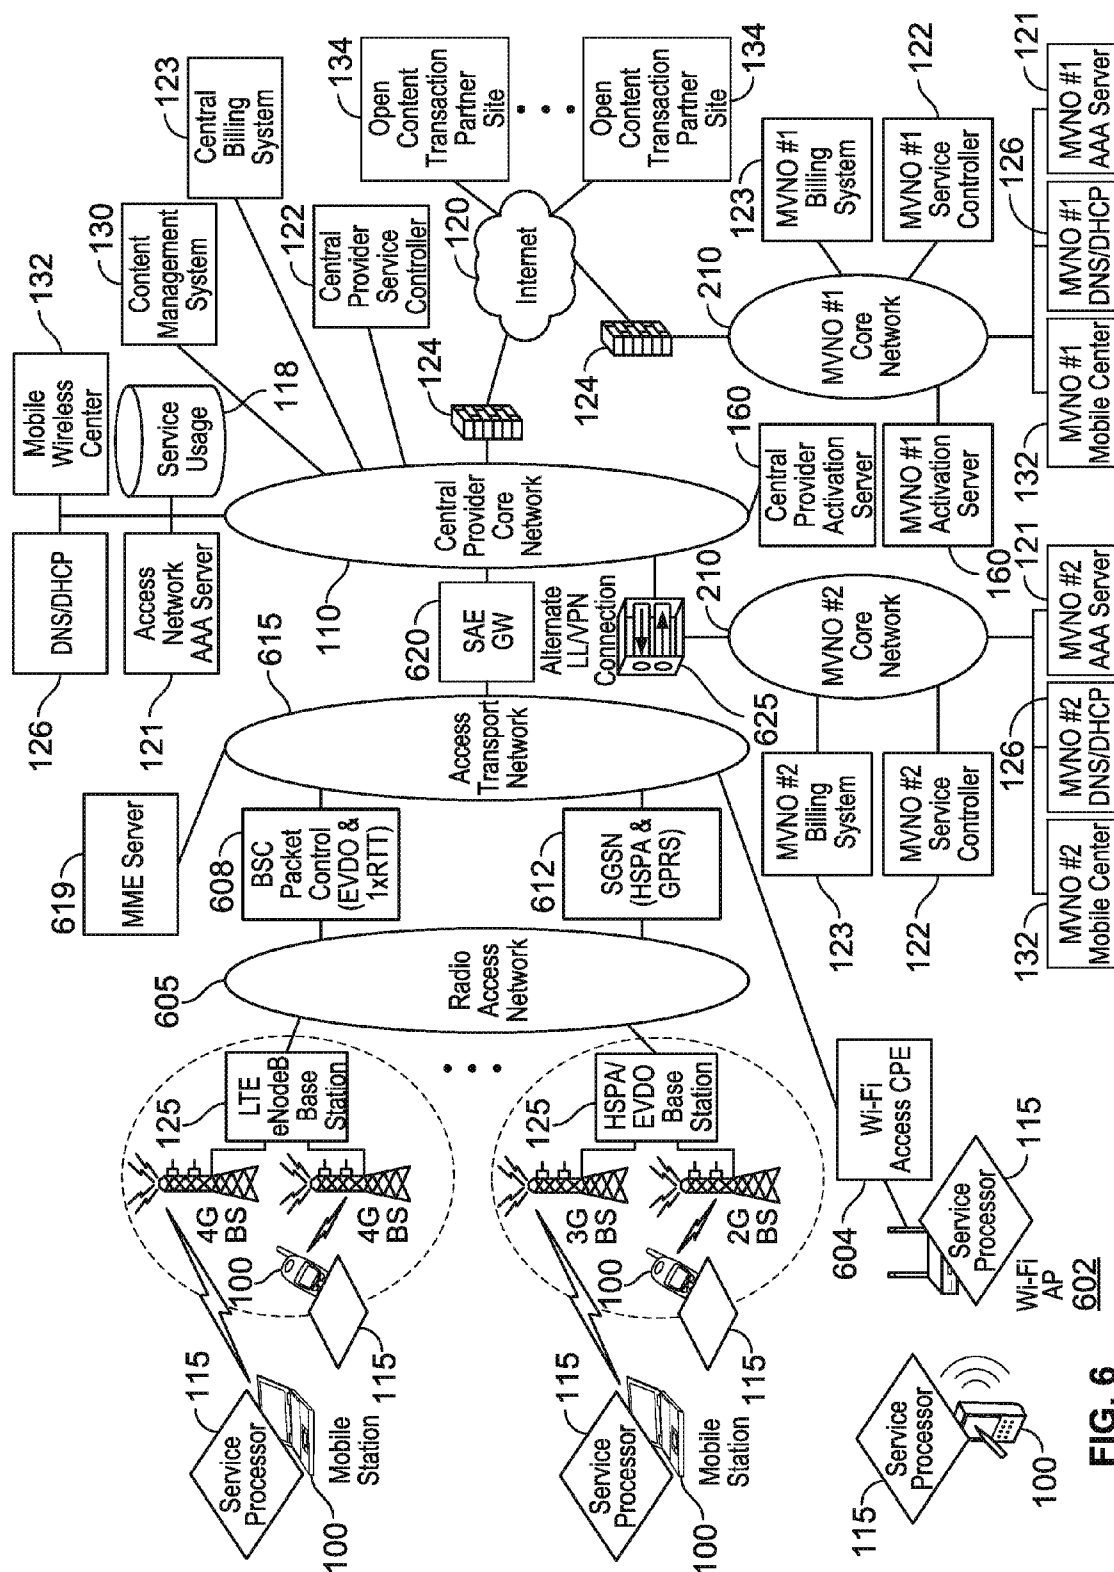 Mobile
Station
100
Service
Processor
115
100
115
4G
BS
4G
BS
125
LTE
eNodeB
Base
Station
605
Radio
Access
Network
619
MME Server
608
BSC
Packet
Control
(EVDO &
1xRTT)
612
SGSN
(HSPA &
GPRS)
615
Access
Transport
Network
126
DNS/DHCP
121
Access
Network
AAA Server
132
Mobile
Wireless
Center
118
Service
Usage
130
Content
Management
System
123
Central
Billing
System
122
Central
Provider
Service
Controller
110
Central
Provider
Core
Network
620
SAE
GW
124
120
Internet
134
Open
Content
Transaction
Partner
Site
Open
Content
Transaction
Partner
Site
134
Mobile
Station
100
Service
Processor
115
100
115
3G
BS
2G
BS
125
HSPA/
EVDO
Base
Station
Alternate
LL/VPN
Connection
625
160
Central
Provider
Activation
Server
124
604
Wi-Fi
Access CPE
115
Service
Processor
Wi-Fi
AP
602
115
Service
Processor
100
210
MVNO #2
Core
Network
123
MVNO #2
Billing
System
122
MVNO #2
Service
Controller
132
MVNO #2
Mobile Center
126
MVNO #2
DNS/DHCP
121
MVNO #2
AAA Server
160
MVNO #1
Activation
Server
210
MVNO #1
Core
Network
123
MVNO #1
Billing
System
122
MVNO #1
Service
Controller
132
MVNO #1
Mobile Center
126
MVNO #1
DNS/DHCP
121
MVNO #1
AAA Server
FIG. 6